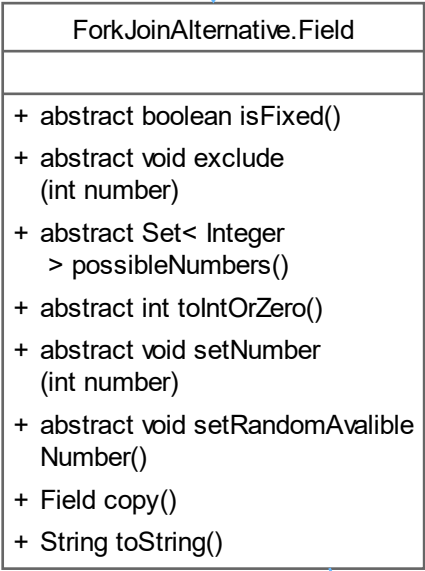 ForkJoinAlternative.Field
+ abstract boolean isFixed()
+ abstract void exclude
(int number)
+ abstract Set< Integer
> possibleNumbers()
+ abstract int toIntOrZero()
+ abstract void setNumber
(int number)
+ abstract void setRandomAvalible
Number()
+ Field copy()
+ String toString()